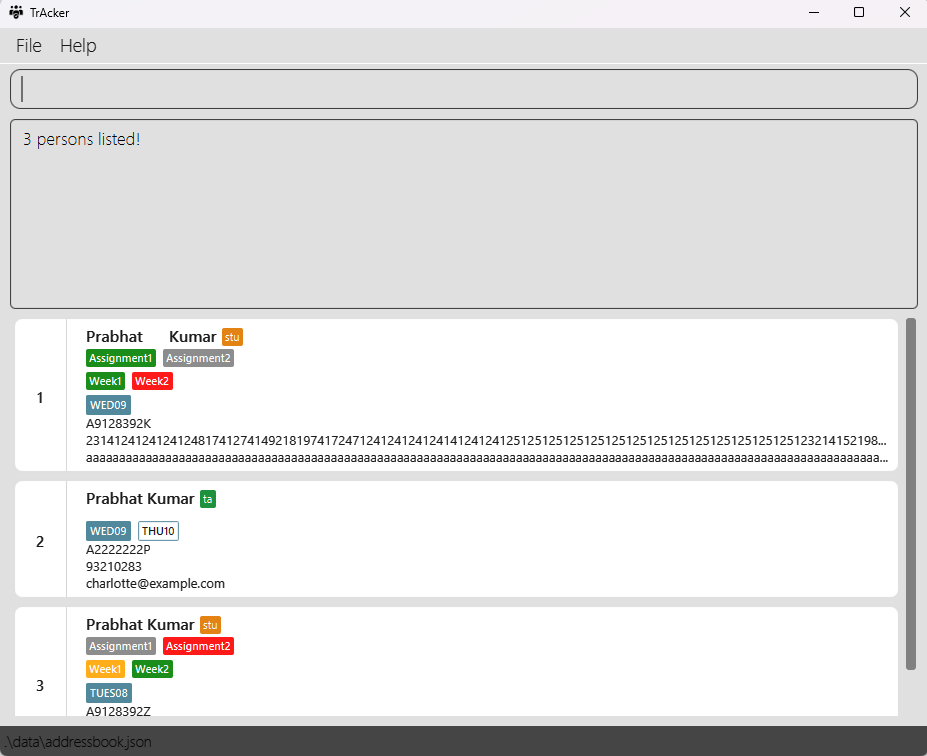 TrAcker
File Help
3 persons listed!
1
Prabhat Kumar stu
Assignment1 Assignment2
Week1 Week2
WED09
A9128392K
2
Prabhat Kumar ta
WED09 THU10
A2222222P
93210283
charlotte@example.com
3
Prabhat Kumar stu
Assignment1 Assignment2
Week1 Week2
TUES08
A9128392Z
.\data\addressbook.json